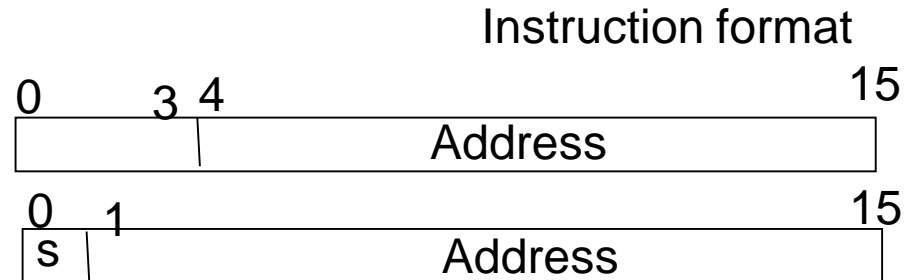 Instruction format
0 3 4 15
Address
0 1 15
s Address